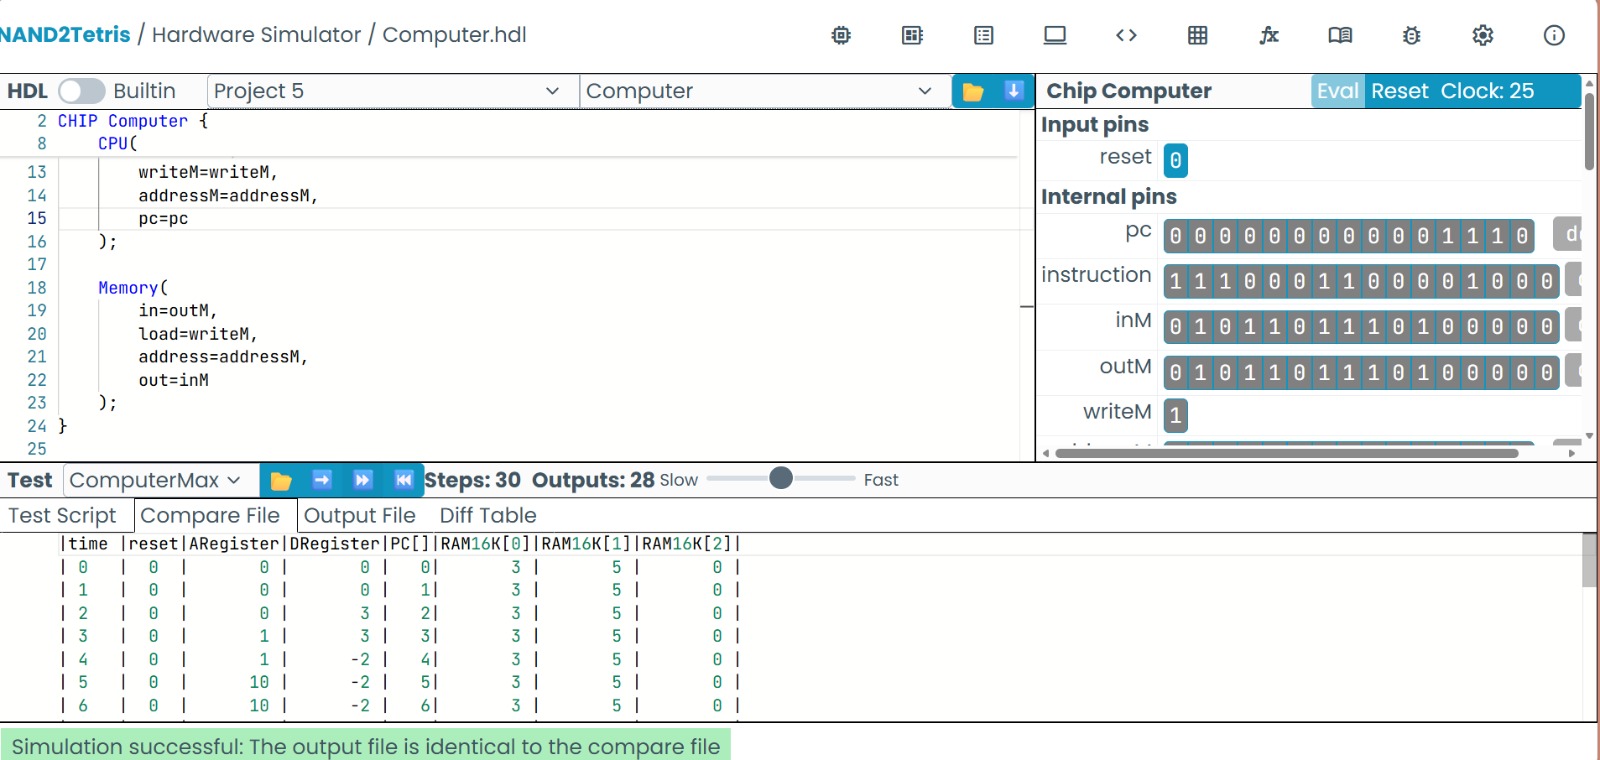 NAND2Tetris / Hardware Simulator / Computer.hdl
HDL Builtin Project 5 Computer
2 CHIP Computer {
8 CPU(
13 writeM=writeM,
14 addressM=addressM,
15 pc=pc
16 );
17
18 Memory(
19 in=outM,
20 load=writeM,
21 address=addressM,
22 out=inM
23 );
24 }
25
Chip Computer Eval Reset Clock: 25
Input pins
reset 0
Internal pins
pc 0 0 0 0 0 0 0 0 0 0 0 1 1 1 0
instruction 1 1 1 0 0 0 1 1 0 0 0 0 1 0 0 0
inM 0 1 0 1 1 0 1 1 1 0 1 0 0 0 0 0
outM 0 1 0 1 1 0 1 1 1 0 1 0 0 0 0 0
writeM 1
Test ComputerMax Steps: 30 Outputs: 28 Slow Fast
Test Script Compare File Output File Diff Table
|time |reset|ARegister|DRegister|PC[]|RAM16K[0]|RAM16K[1]|RAM16K[2]|
| 0 | 0 | 0 | 0 | 0| 3 | 5 | 0 |
| 1 | 0 | 0 | 0 | 1| 3 | 5 | 0 |
| 2 | 0 | 0 | 3 | 2| 3 | 5 | 0 |
| 3 | 0 | 1 | 3 | 3| 3 | 5 | 0 |
| 4 | 0 | 1 | -2 | 4| 3 | 5 | 0 |
| 5 | 0 | 10 | -2 | 5| 3 | 5 | 0 |
| 6 | 0 | 10 | -2 | 6| 3 | 5 | 0 |
Simulation successful: The output file is identical to the compare file